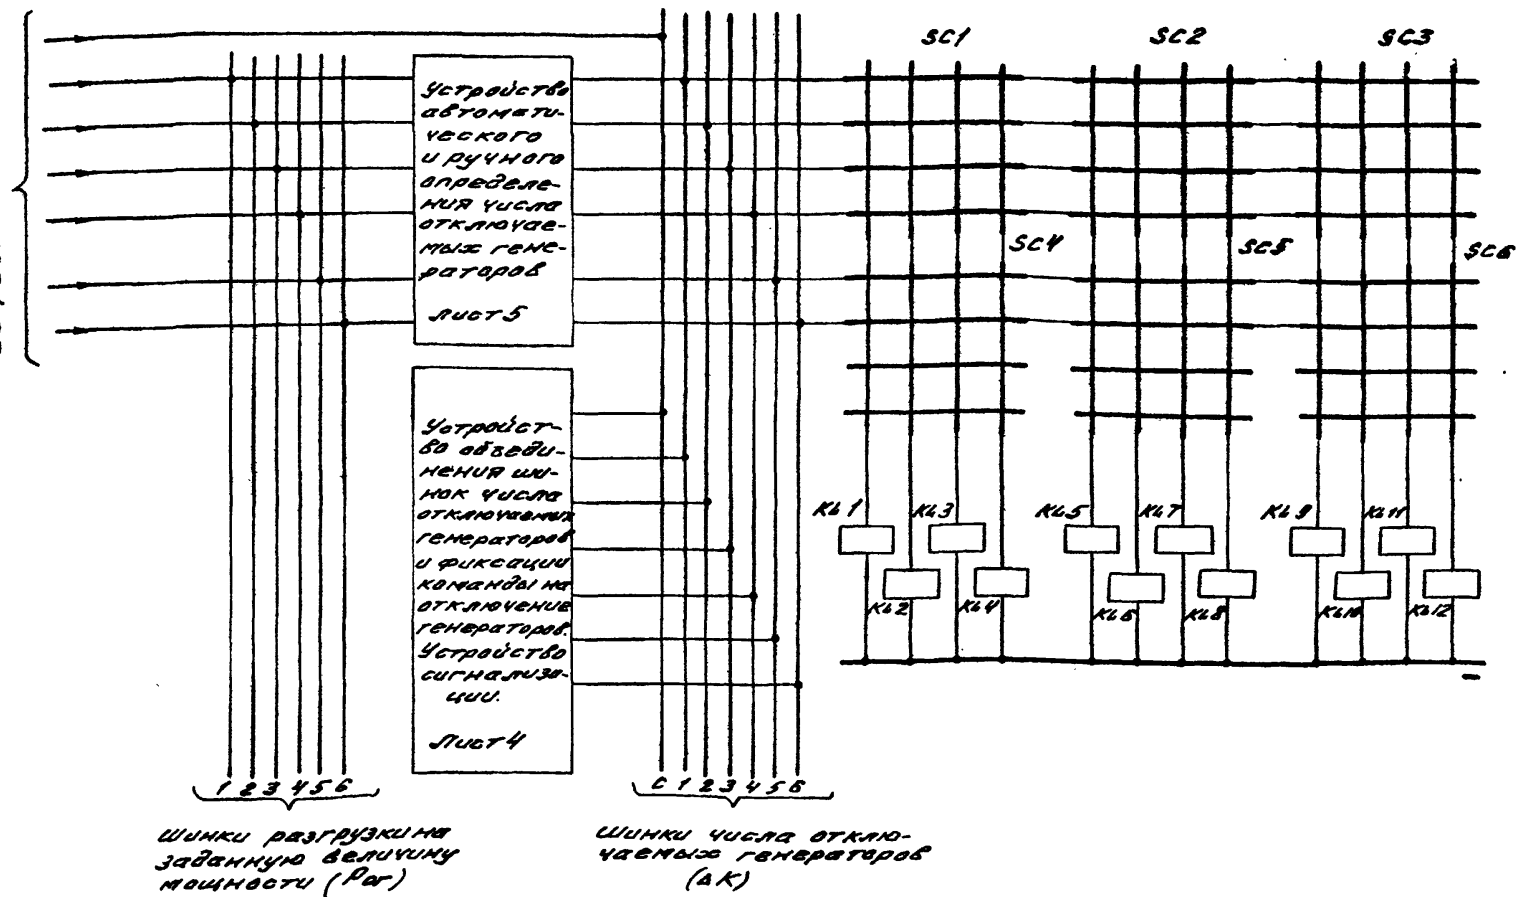 SC1
SC2
SC3
Устройство
автомати-
ческого
и ручного
определе-
ния числа
отключае-
мых гене-
раторов
Лист 5
SC4
SC5
SC6
Устройст-
во объеди-
нения ши-
нок числа
отключаемых
генераторов
и фиксации
команды на
отключение
генераторов.
Устройство
сигнализа-
ции.
Лист 4
KL1
KL3
KL5
KL7
KL9
KL11
KL2
KL4
KL6
KL8
KL10
KL12
–
1 2 3 4 5 6
0 1 2 3 4 5 6
Шинки разгрузки на
заданную величину
мощности (Рог)
Шинки числа отклю-
чаемых генераторов
(ΔК)